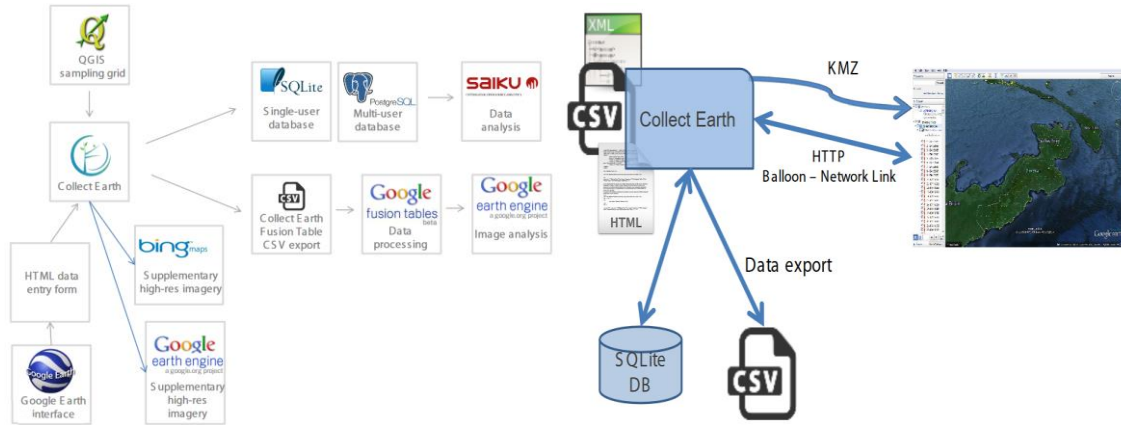 QGIS
sampling grid
SQLite
Single-user
database
PostgreSQL
Multi-user
database
saiku
Data
analysis
Collect Earth
CSV
Collect Earth
Fusion Table
CSV export
Google
fusion tables
beta
Data
processing
Google
earth engine
a google.org project
Image analysis
bing maps
Supplementary
high-res imagery
HTML data
entry form
Google
earth engine
a google.org project
Supplementary
high-res
imagery
Google Earth
Google Earth
interface
XML
CSV
HTML
Collect Earth
KMZ
HTTP
Balloon – Network Link
Data export
SQLite
DB
CSV